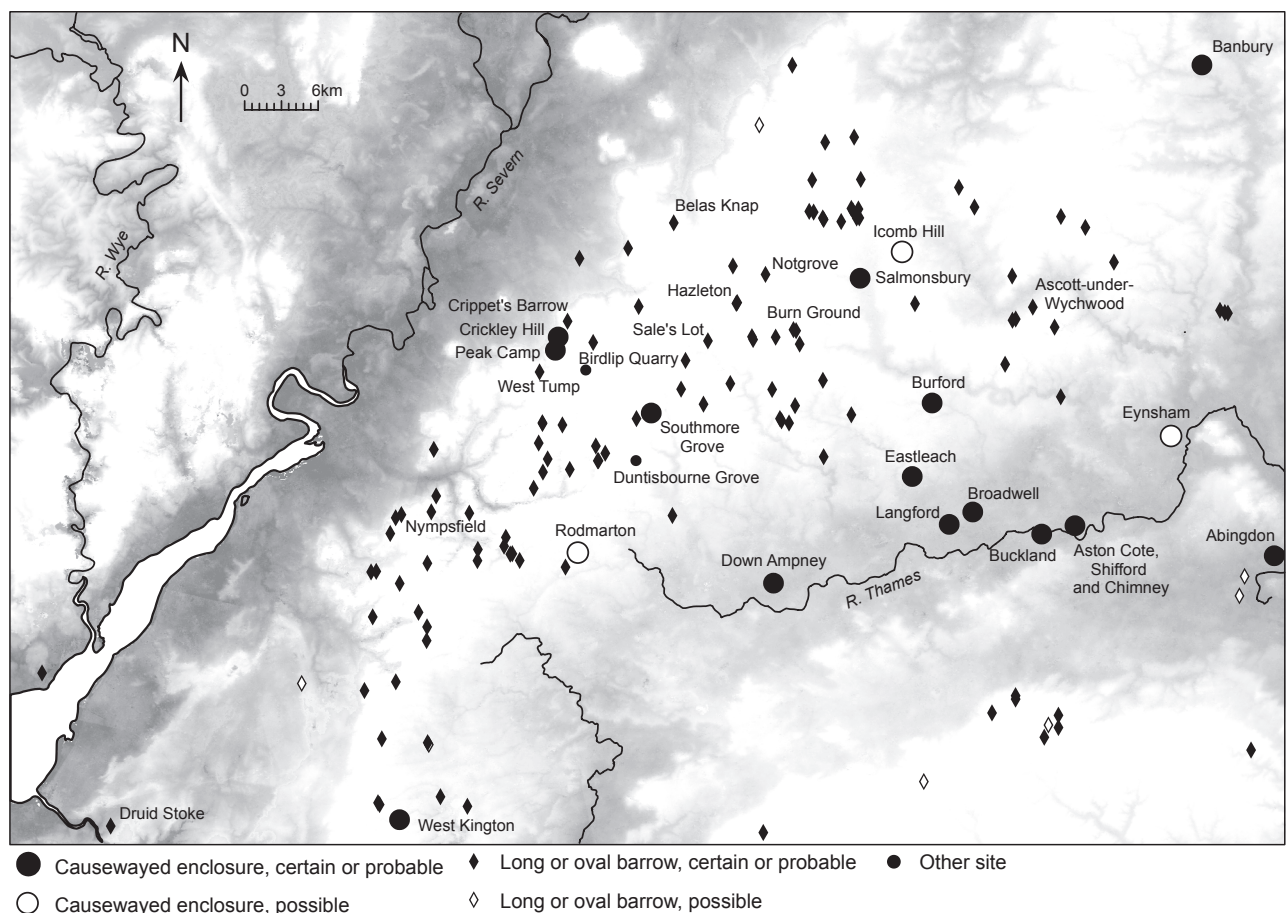 Banbury
N
0 3 6km
R. Severn
Belas Knap
R. Wye
Icomb Hill
Notgrove
Salmonsbury
Hazleton
Ascott-under-
Wychwood
Crippet's Barrow
Burn Ground
Crickley Hill
Sale's Lot
Peak Camp
Birdlip Quarry
West Tump
Burford
Eynsham
Southmore
Grove
Eastleach
Duntisbourne Grove
Broadwell
Langford
Nympsfield
Rodmarton
Abingdon
Buckland
Aston Cote,
Shifford
and Chimney
Down Ampney
R. Thames
Druid Stoke
West Kington
Causewayed enclosure, certain or probable
Long or oval barrow, certain or probable
Other site
Causewayed enclosure, possible
Long or oval barrow, possible